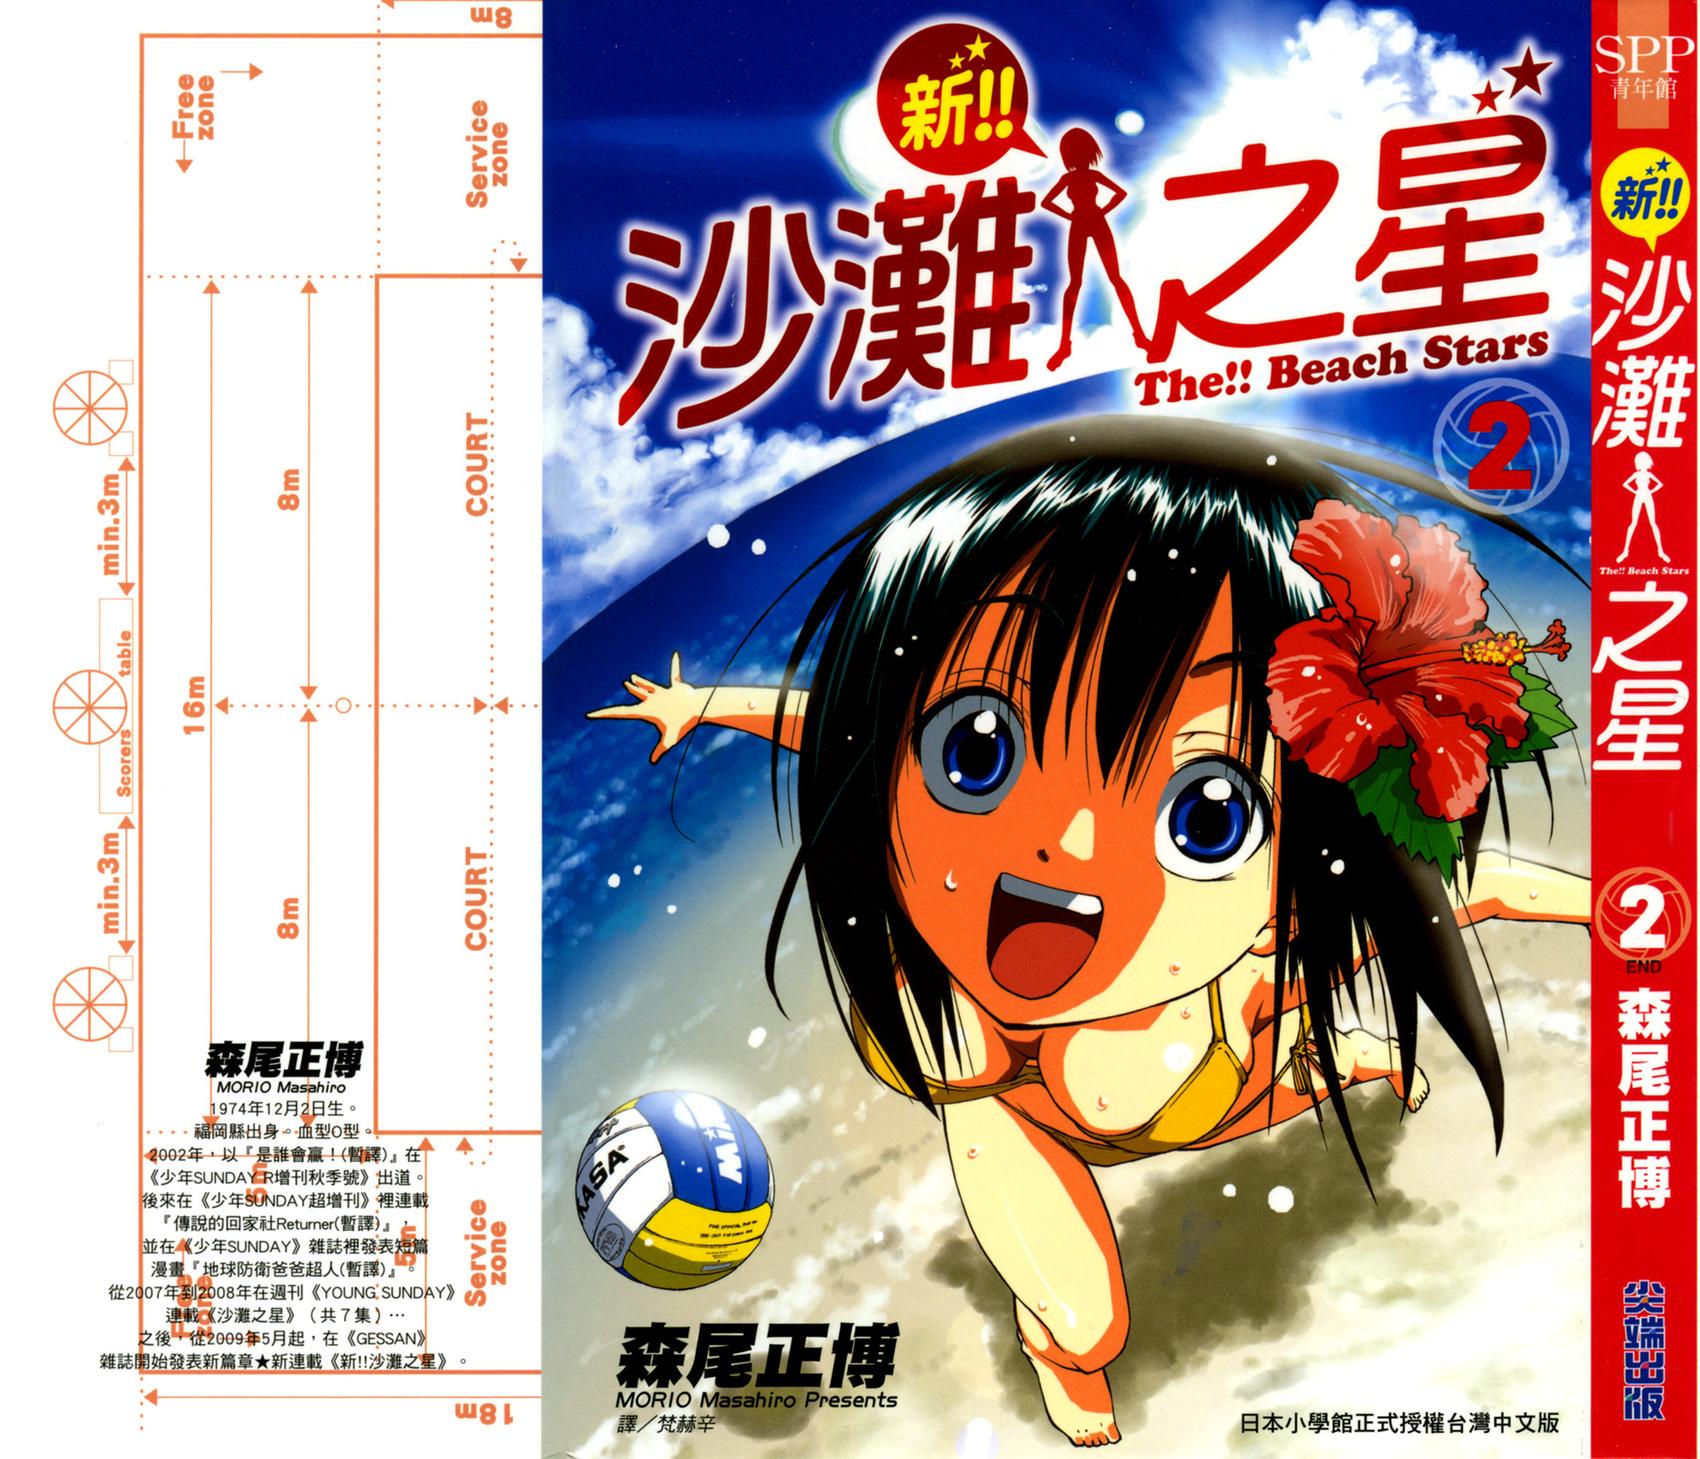 8m
Free
zone
Service
zone
8m
COURT
min.3m
16m
Scorers table
8m
COURT
min.3m
森尾正博
MORIO Masahiro
1974年12月2日生。
福岡縣出身。血型O型。
2002年，以『是誰會贏！(暫譯)』在
《少年SUNDAY R增刊秋季號》出道。
後來在《少年SUNDAY超增刊》裡連載
『傳說的回家社Returner(暫譯)』，
並在《少年SUNDAY》雜誌裡發表短篇
漫畫『地球防衛爸爸超人(暫譯)』。
從2007年到2008年在週刊《YOUNG SUNDAY》
連載《沙灘之星》（共７集）…
之後，從2009年5月起，在《GESSAN》
雜誌開始發表新篇章★新連載《新!!沙灘之星》。
5m
5m
Free
zone
Service
zone
18m
新!!
沙灘之星
The!! Beach Stars
2
MIK
KASA
森尾正博
MORIO Masahiro Presents
譯／梵赫辛
日本小學館正式授權台灣中文版
SPP
青年館
新!!
沙灘
The!! Beach Stars
之星
2
END
森尾正博
尖端出版